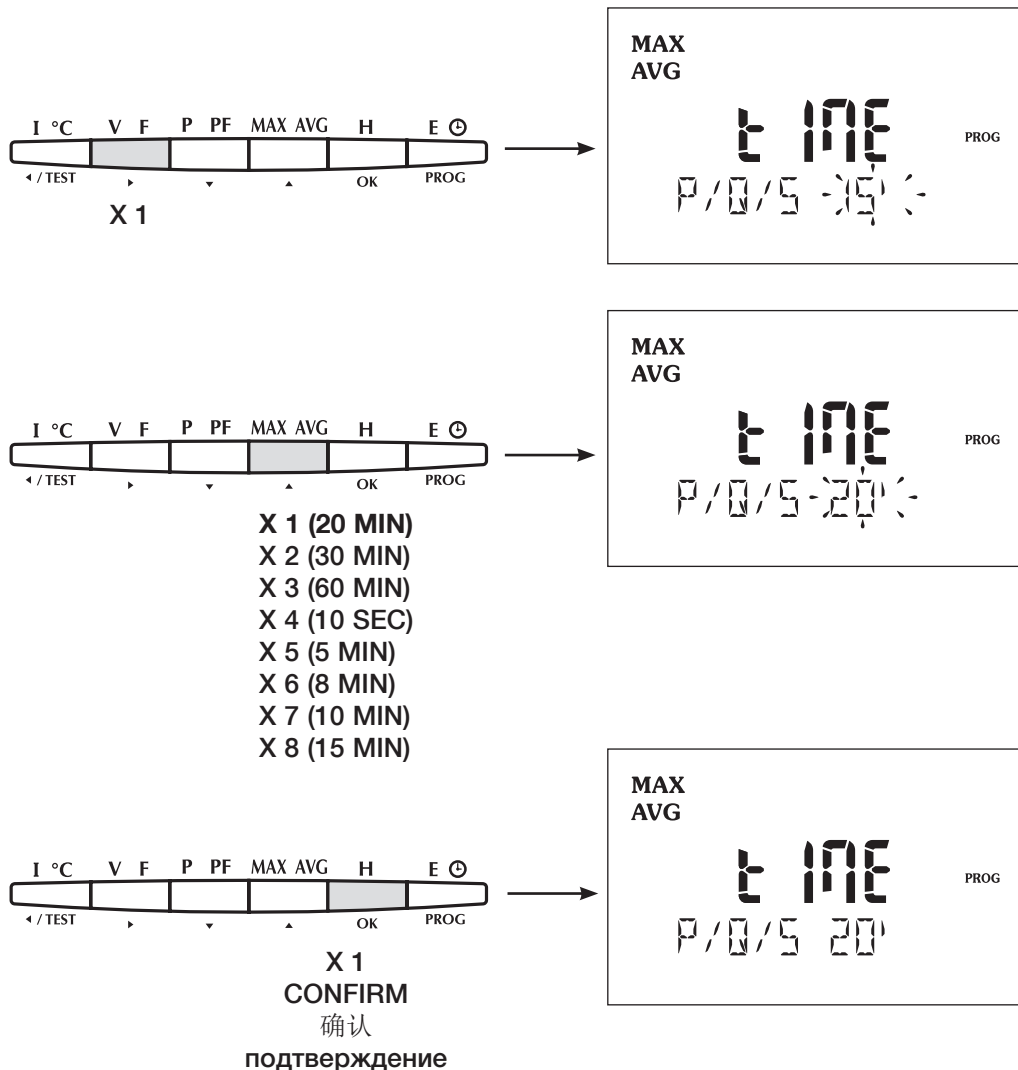 MAX
AVG
I °C V F P PF MAX AVG H E
t IME
PROG
◂ / TEST ▸ ▾ ▴ OK PROG
P/Q/S 15'
X 1
MAX
AVG
I °C V F P PF MAX AVG H E
t IME
PROG
◂ / TEST ▸ ▾ ▴ OK PROG
P/Q/S 20'
X 1 (20 MIN)
X 2 (30 MIN)
X 3 (60 MIN)
X 4 (10 SEC)
X 5 (5 MIN)
X 6 (8 MIN)
X 7 (10 MIN)
X 8 (15 MIN)
MAX
AVG
I °C V F P PF MAX AVG H E
t IME
PROG
◂ / TEST ▸ ▾ ▴ OK PROG
P/Q/S 20'
X 1
CONFIRM
确认
подтверждение